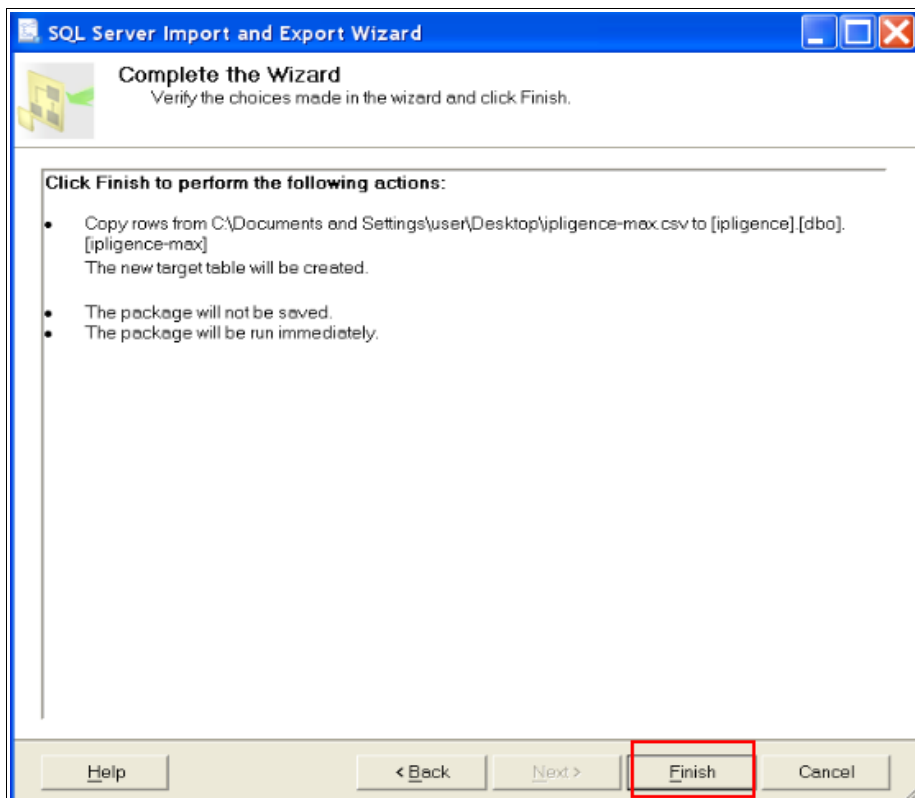 SQL Server Import and Export Wizard
Complete the Wizard
Verify the choices made in the wizard and click Finish.
Click Finish to perform the following actions:
• Copy rows from C:\Documents and Settings\user\Desktop\ipligence-max.csv to [ipligence].[dbo].
[ipligence-max]
The new target table will be created.
• The package will not be saved.
• The package will be run immediately.
Help < Back Next > Finish Cancel